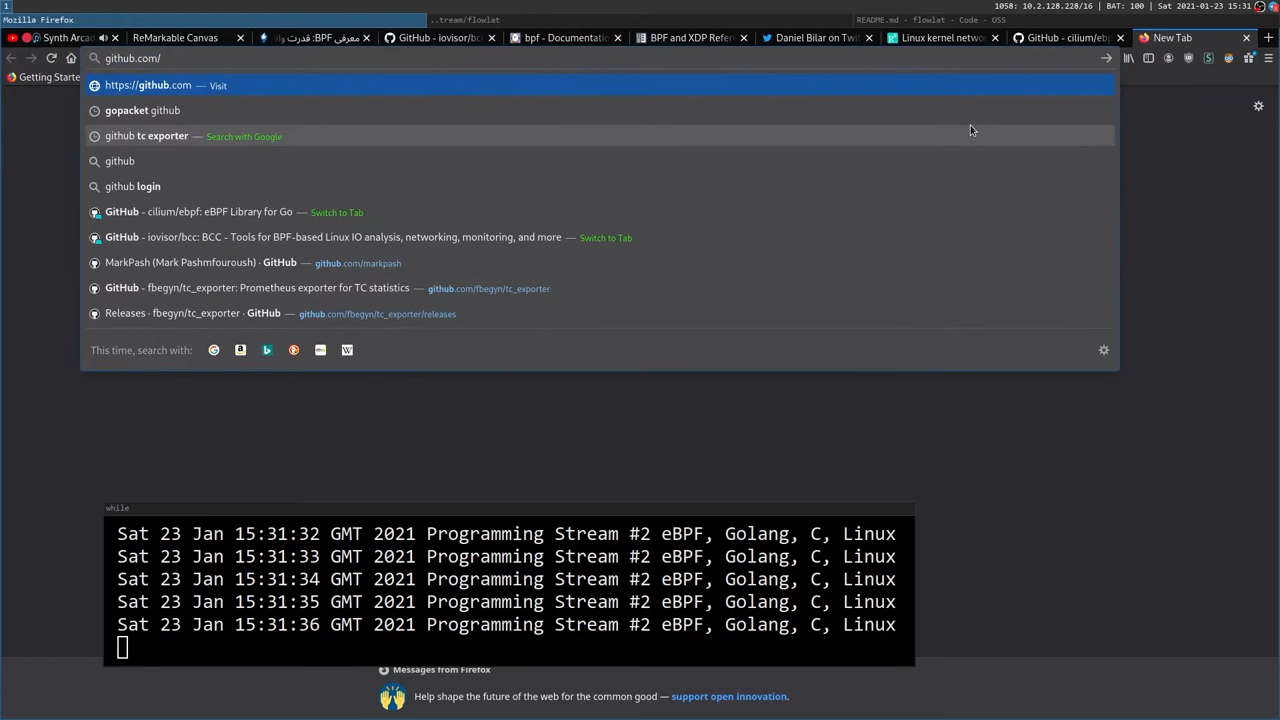 1
1058: 10.2.128.228/16 | BAT: 100 | Sat 2021-01-23 15:31
Mozilla Firefox
..tream/flowlat
README.md - flowlat - Code - OSS
Synth Arcad
ReMarkable Canvas
معرفی BPF: قدرت وا
GitHub - iovisor/bcc
bpf - Documentatio
BPF and XDP Referen
Daniel Bilar on Twit
Linux kernel networ
GitHub - cilium/ebp
New Tab
github.com/
Getting Starte
https://github.com — Visit
gopacket github
github tc exporter — Search with Google
github
github login
GitHub - cilium/ebpf: eBPF Library for Go — Switch to Tab
GitHub - iovisor/bcc: BCC - Tools for BPF-based Linux IO analysis, networking, monitoring, and more — Switch to Tab
MarkPash (Mark Pashmfouroush) · GitHub — github.com/markpash
GitHub - fbegyn/tc_exporter: Prometheus exporter for TC statistics — github.com/fbegyn/tc_exporter
Releases · fbegyn/tc_exporter · GitHub — github.com/fbegyn/tc_exporter/releases
This time, search with:
while
Sat 23 Jan 15:31:32 GMT 2021 Programming Stream #2 eBPF, Golang, C, Linux
Sat 23 Jan 15:31:33 GMT 2021 Programming Stream #2 eBPF, Golang, C, Linux
Sat 23 Jan 15:31:34 GMT 2021 Programming Stream #2 eBPF, Golang, C, Linux
Sat 23 Jan 15:31:35 GMT 2021 Programming Stream #2 eBPF, Golang, C, Linux
Sat 23 Jan 15:31:36 GMT 2021 Programming Stream #2 eBPF, Golang, C, Linux
Messages from Firefox
Help shape the future of the web for the common good — support open innovation.